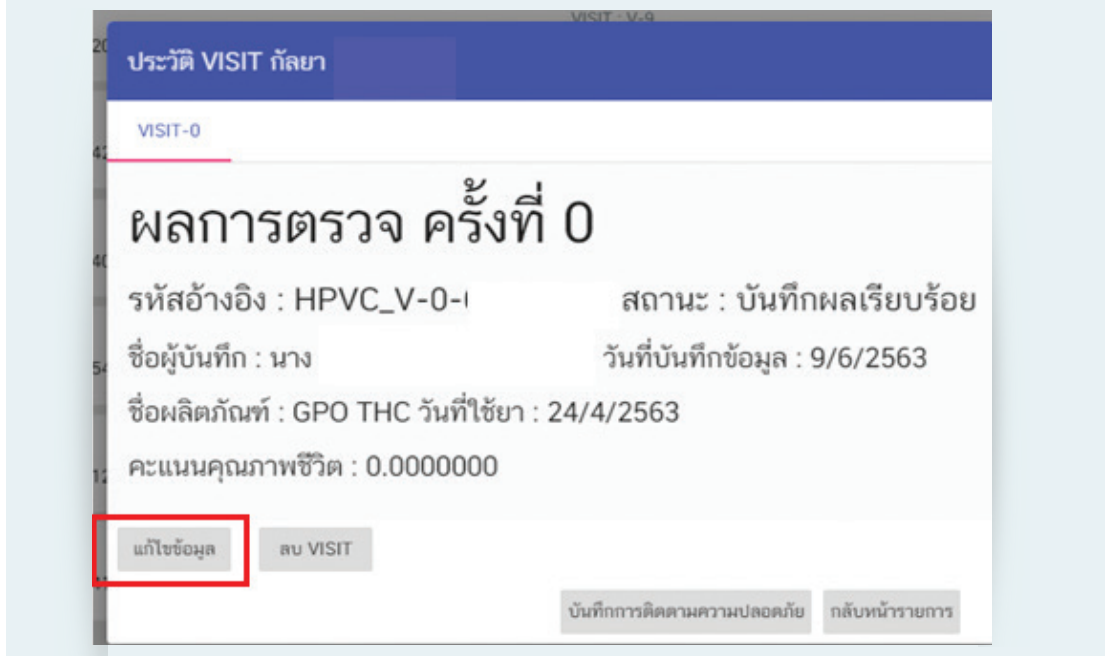 VISIT : V-9
ประวัติ VISIT กัลยา
VISIT-0
ผลการตรวจ ครั้งที่ 0
รหัสอ้างอิง : HPVC_V-0- สถานะ : บันทึกผลเรียบร้อย
ชื่อผู้บันทึก : นาง วันที่บันทึกข้อมูล : 9/6/2563
ชื่อผลิตภัณฑ์ : GPO THC วันที่ใช้ยา : 24/4/2563
คะแนนคุณภาพชีวิต : 0.0000000
แก้ไขข้อมูล ลบ VISIT
บันทึกการติดตามความปลอดภัย กลับหน้ารายการ